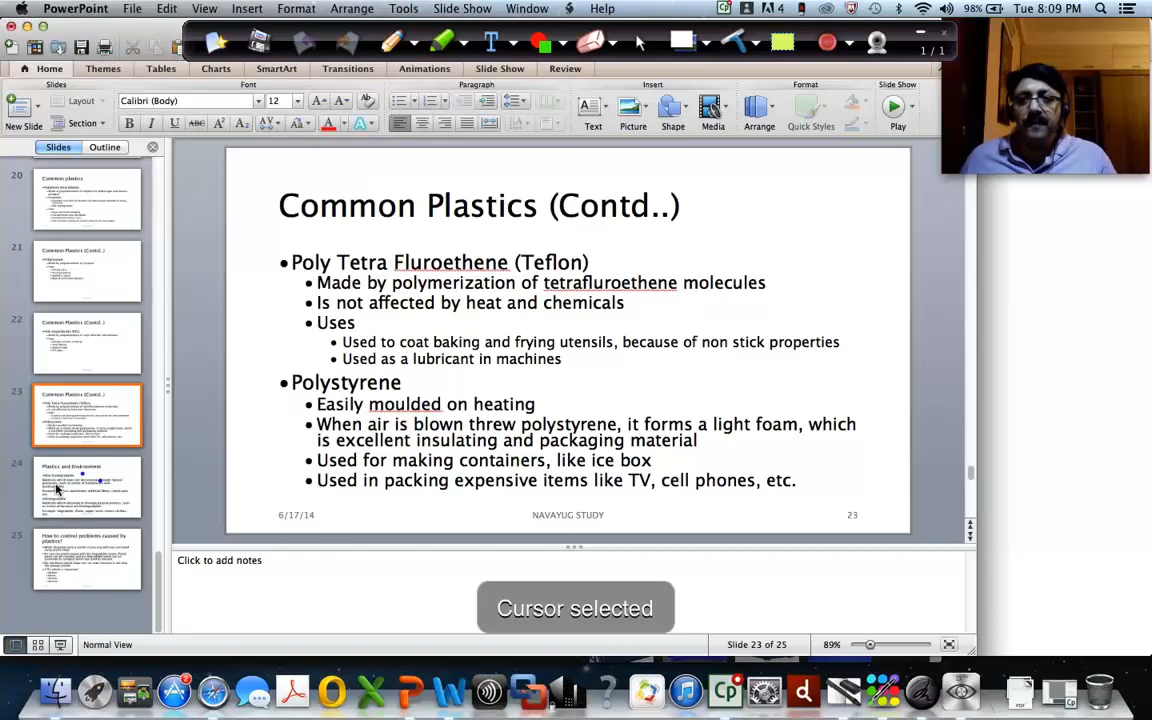 PowerPoint File Edit View Insert Format Arrange Tools Slide Show Window Help 4 98% Tue 8:09 PM
1 / 1
Home Themes Tables Charts SmartArt Transitions Animations Slide Show Review
Slides Font Paragraph Insert Format Slide Show
Layout Calibri (Body) 12
New Slide Section Text Picture Shape Media Arrange Quick Styles Play
Slides Outline
20
Common plastics
21
Common Plastics (Contd..)
22
Common Plastics (Contd..)
23
Common Plastics (Contd..)
24
Plastics and Environment
25
How to control problems caused by
plastics?
Common Plastics (Contd..)
•Poly Tetra Fluroethene (Teflon)
• Made by polymerization of tetrafluroethene molecules
• Is not affected by heat and chemicals
• Uses
• Used to coat baking and frying utensils, because of non stick properties
• Used as a lubricant in machines
•Polystyrene
• Easily moulded on heating
• When air is blown threw polystyrene, it forms a light foam, which
is excellent insulating and packaging material
• Used for making containers, like ice box
• Used in packing expensive items like TV, cell phones, etc.
6/17/14 NAVAYUG STUDY 23
Click to add notes
Cursor selected
Normal View Slide 23 of 25 89%